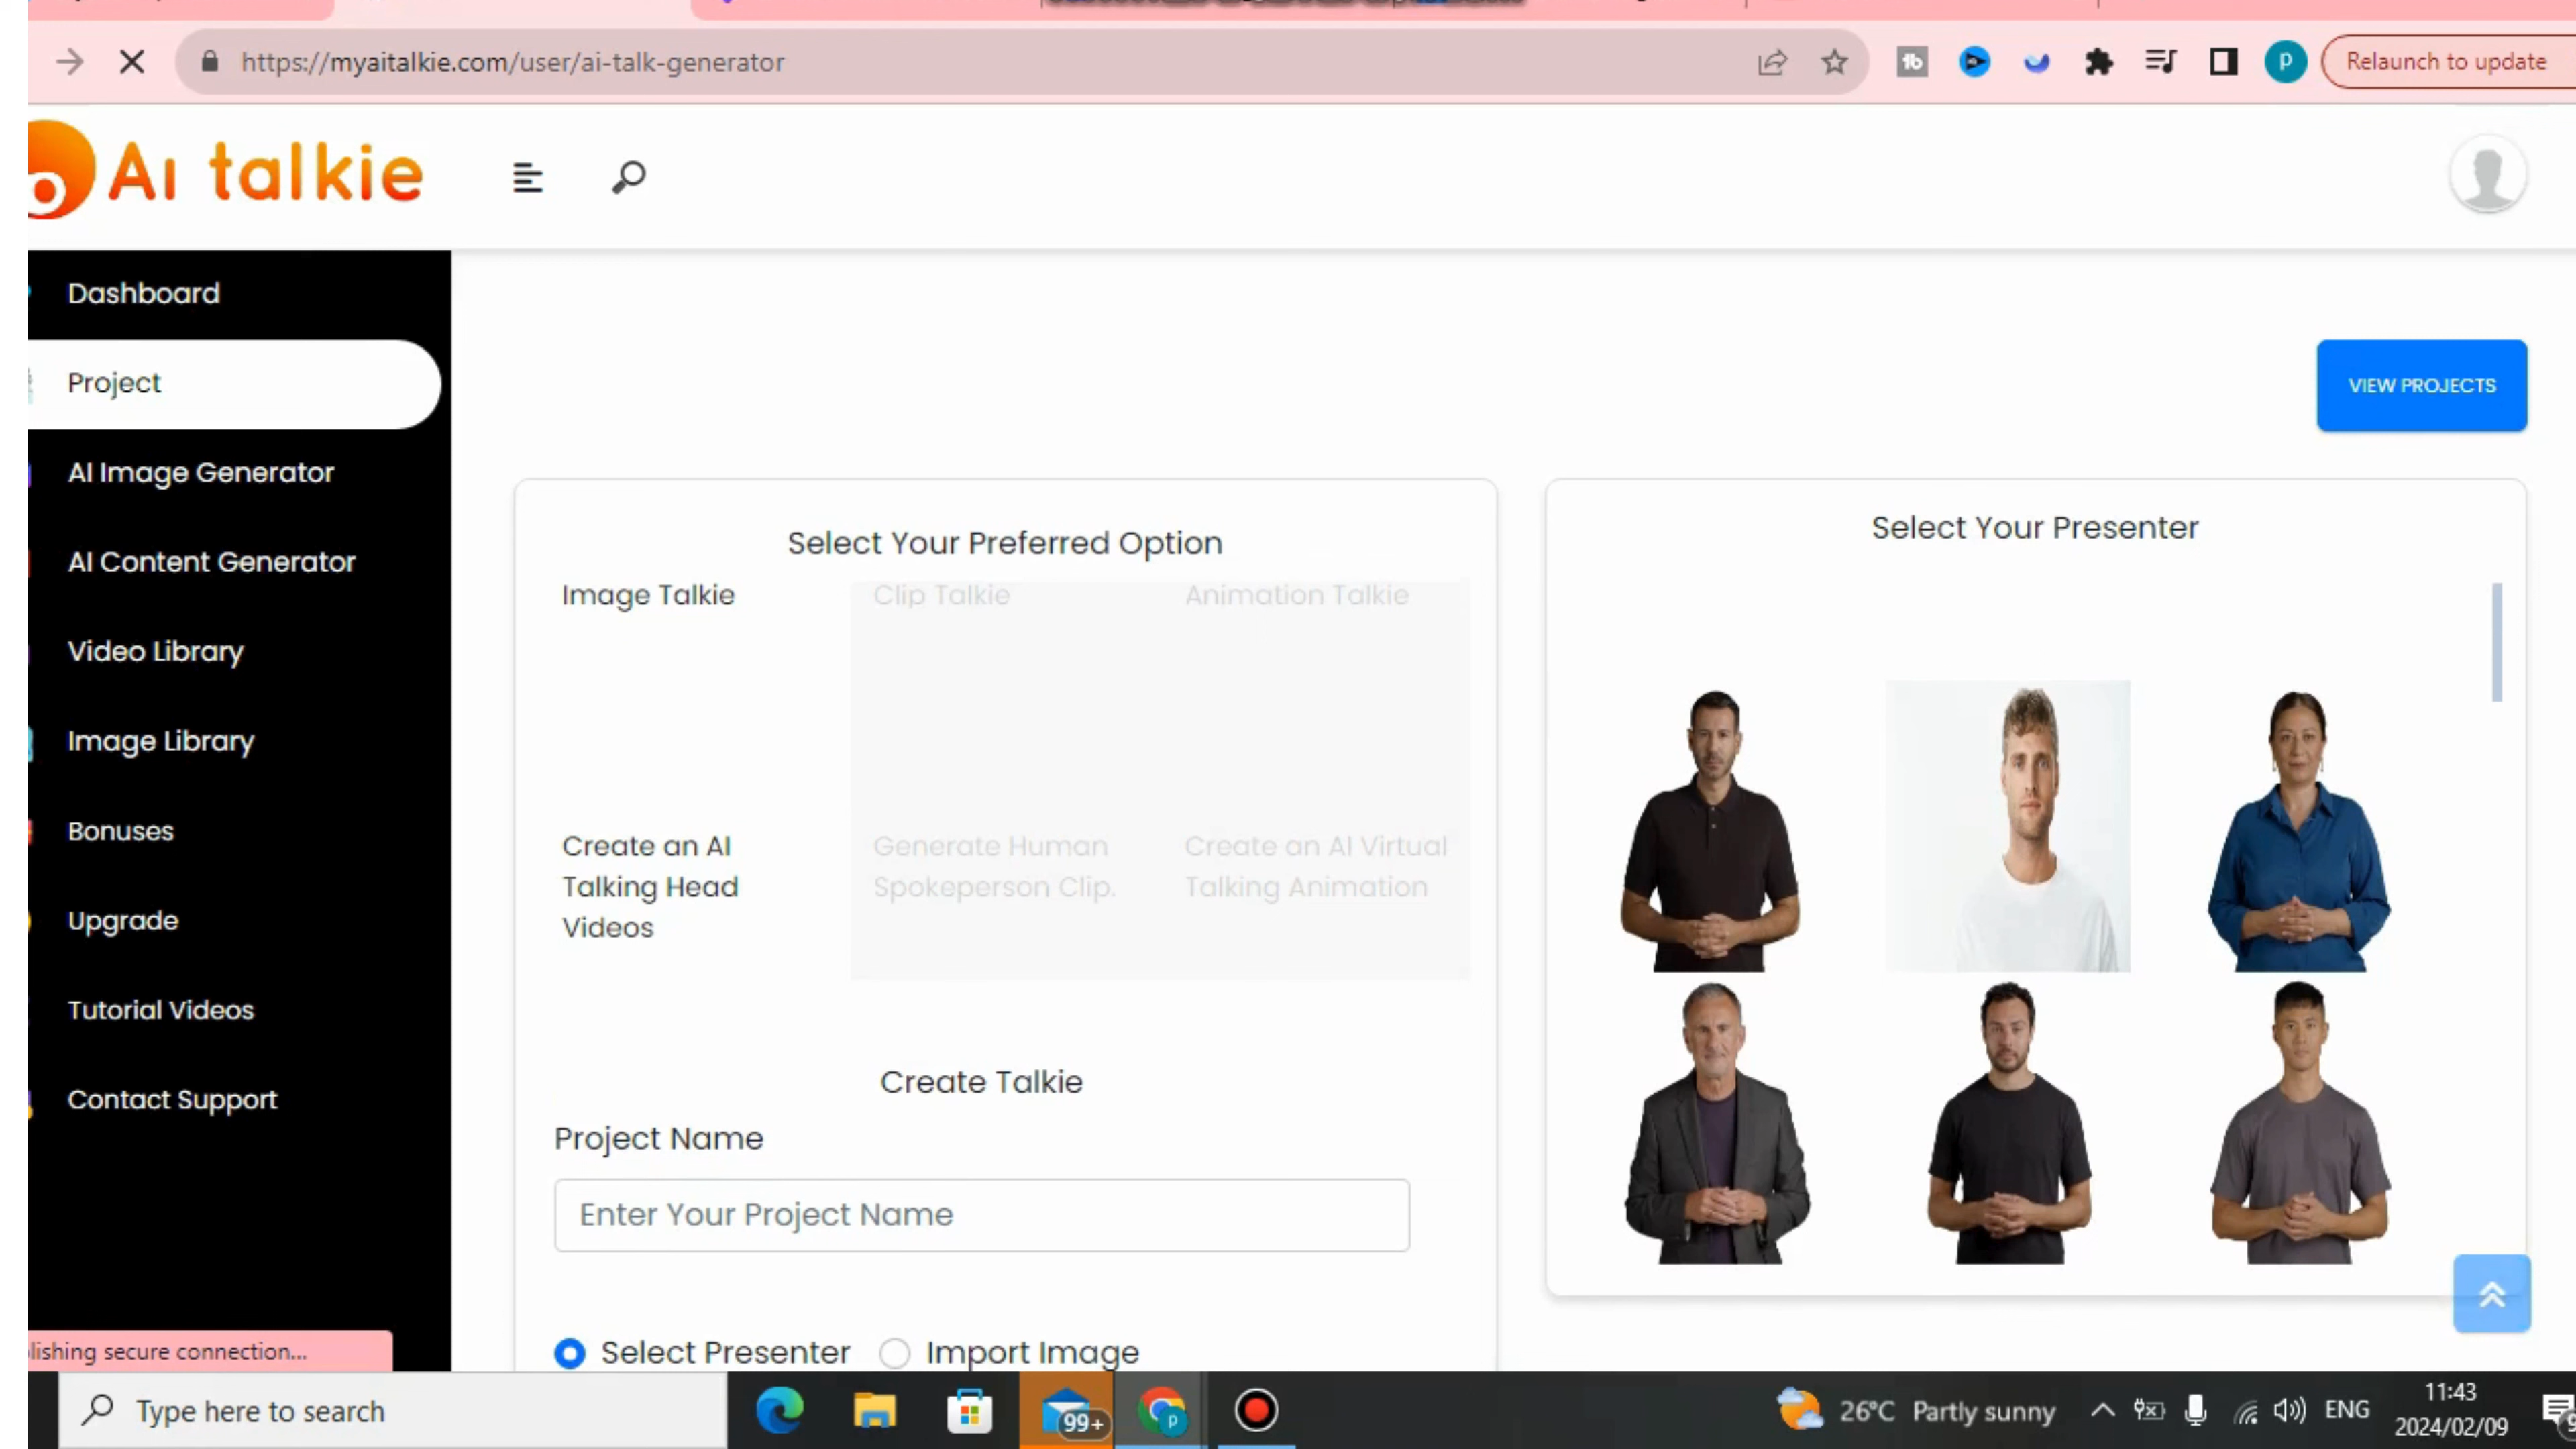 https://myaitalkie.com/user/ai-talk-generator
Relaunch to update
Ai talkie
Dashboard
Project
AI Image Generator
AI Content Generator
Video Library
Image Library
Bonuses
Upgrade
Tutorial Videos
Contact Support
VIEW PROJECTS
Select Your Preferred Option
Image Talkie
Clip Talkie
Animation Talkie
Create an AI
Talking Head
Videos
Generate Human
Spokeperson Clip.
Create an AI Virtual
Talking Animation
Create Talkie
Project Name
Enter Your Project Name
Select Presenter
Import Image
Select Your Presenter
lishing secure connection...
Type here to search
99+
p
p
26°C Partly sunny
ENG
11:43
2024/02/09